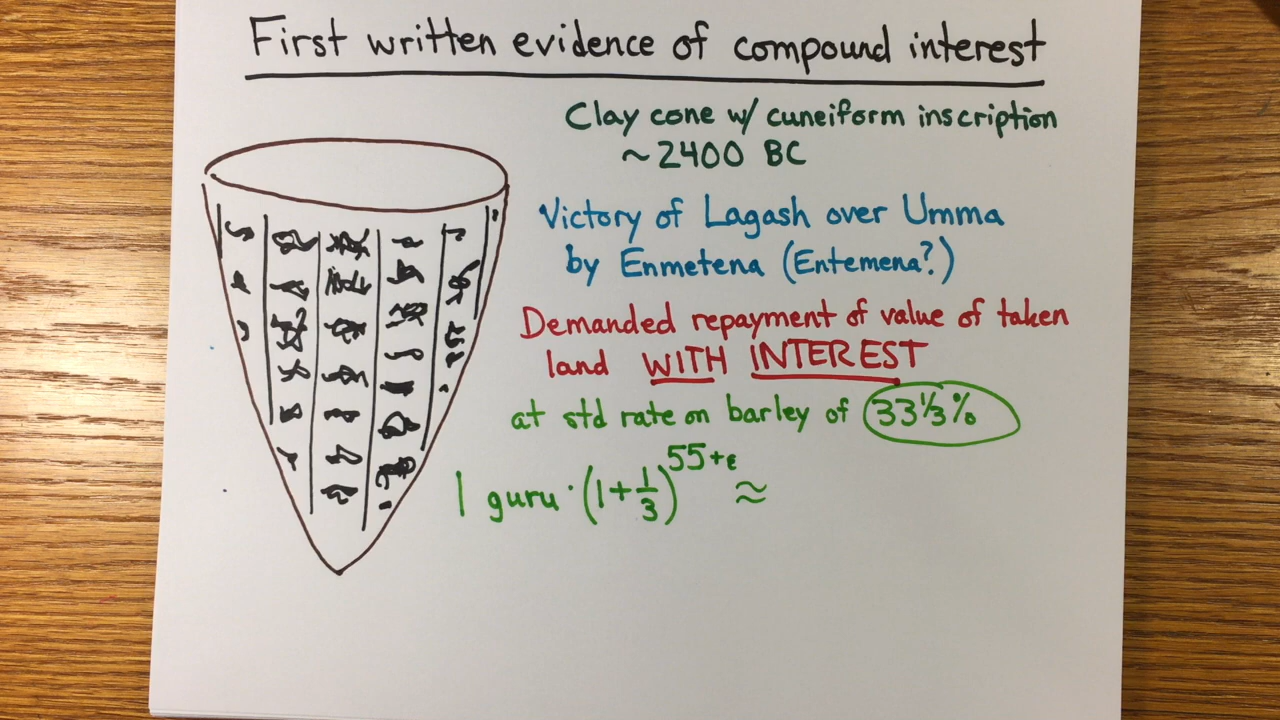 First written evidence of compound interest
Clay cone w/ cuneiform inscription
~2400 BC
Victory of Lagash over Umma
by Enmetena (Entemena?)
Demanded repayment of value of taken
land WITH INTEREST
at std rate on barley of 33⅓%
1 guru · (1+1/3)^55+ε ≈